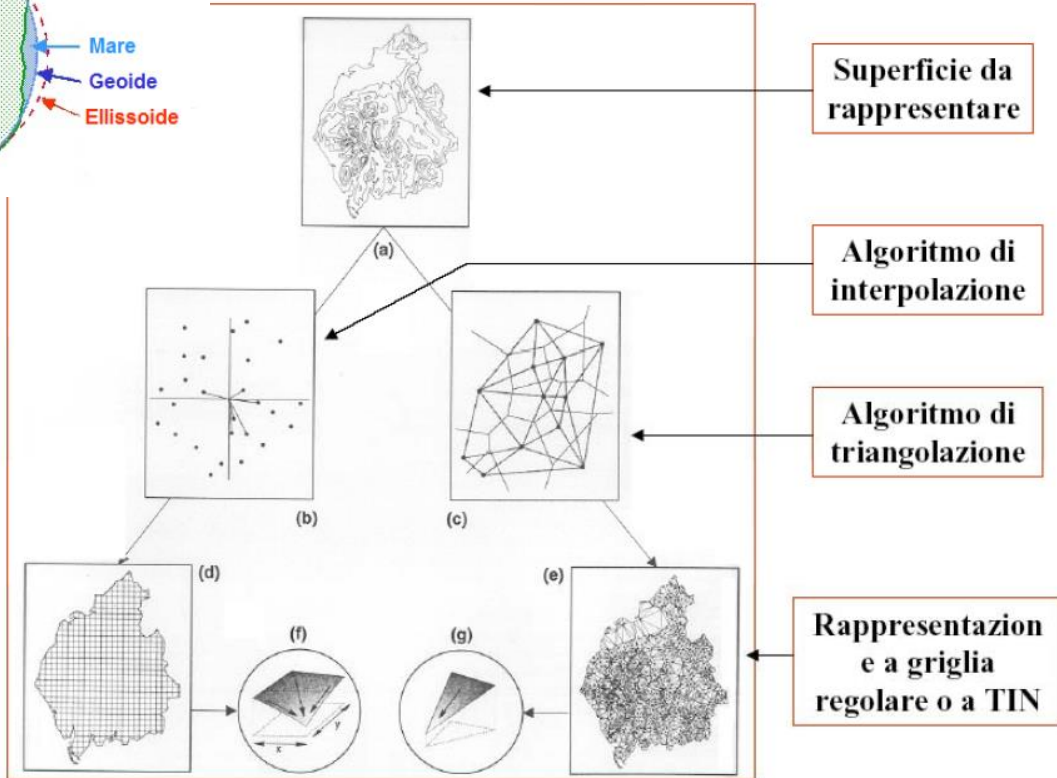 Mare
Geoide
Ellissoide
Superficie da
rappresentare
(a)
Algoritmo di
interpolazione
Algoritmo di
triangolazione
(b)
(c)
(d)
(e)
(f)
(g)
x
y
Rappresentazion
e a griglia
regolare o a TIN